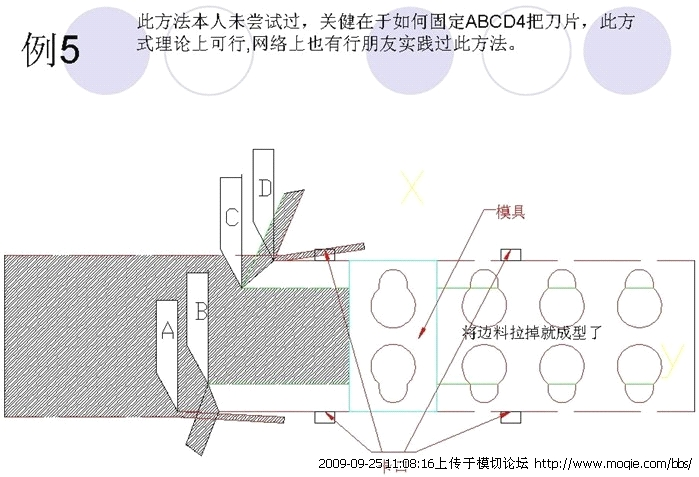 例5
此方法本人未尝试过，关健在于如何固定ABCD4把刀片，此方
式理论上可行,网络上也有行朋友实践过此方法。
D
C
X
模具
B
A
将边料拉掉就成型了
y
2009-09-25 11:08:16上传于模切论坛 http://www.moqie.com/bbs/